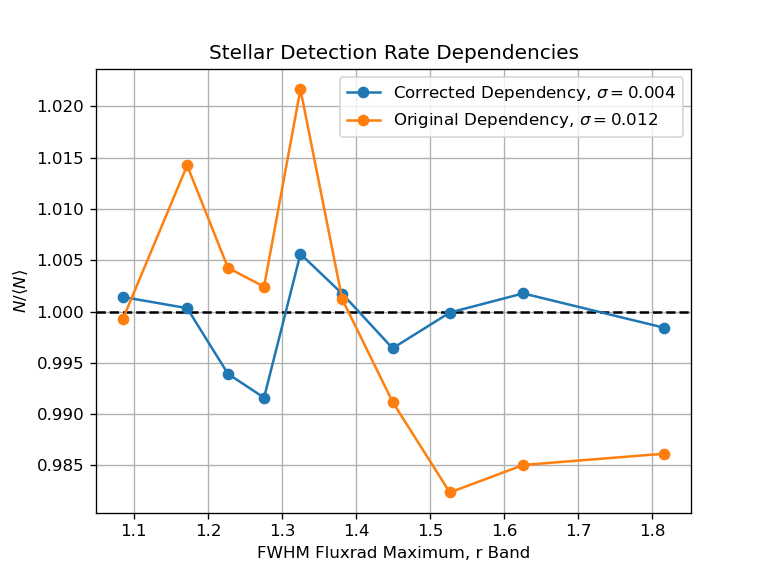 Stellar Detection Rate Dependencies
Corrected Dependency, σ = 0.004
Original Dependency, σ = 0.012
N/⟨N⟩
1.020
1.015
1.010
1.005
1.000
0.995
0.990
0.985
1.1 1.2 1.3 1.4 1.5 1.6 1.7 1.8
FWHM Fluxrad Maximum, r Band